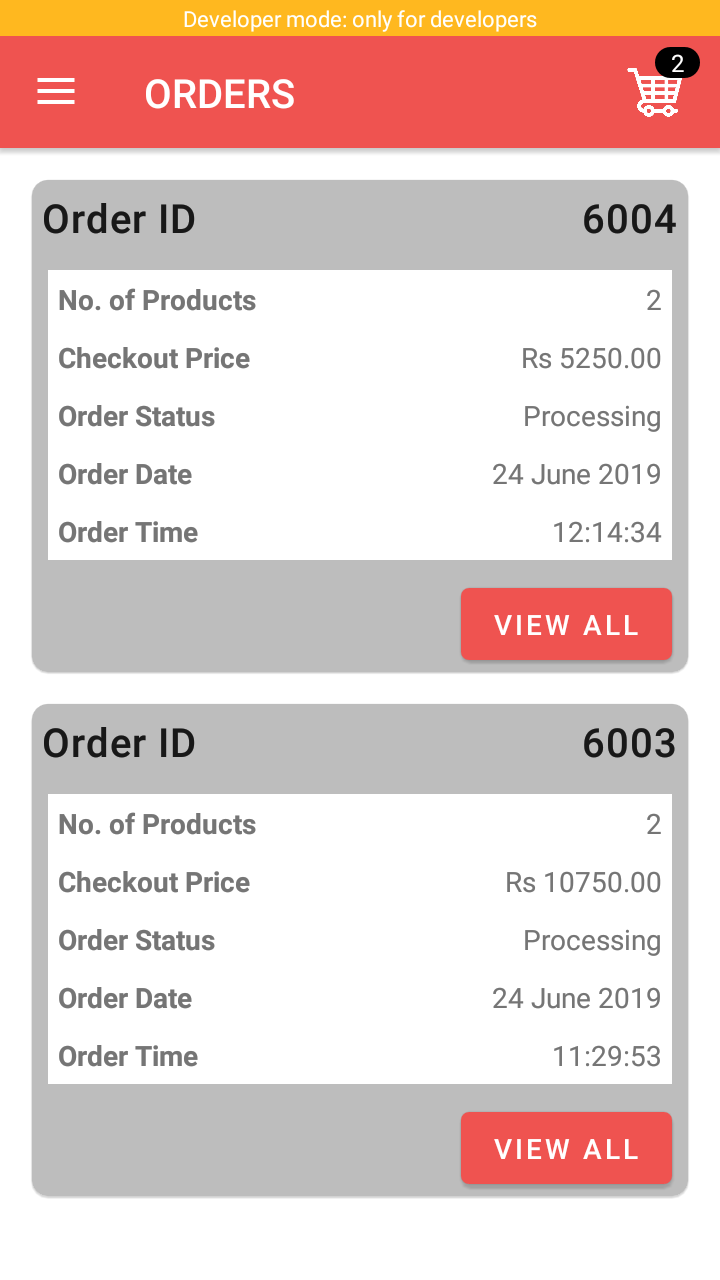 Developer mode: only for developers
ORDERS
2
Order ID 6004
No. of Products 2
Checkout Price Rs 5250.00
Order Status Processing
Order Date 24 June 2019
Order Time 12:14:34
VIEW ALL
Order ID 6003
No. of Products 2
Checkout Price Rs 10750.00
Order Status Processing
Order Date 24 June 2019
Order Time 11:29:53
VIEW ALL